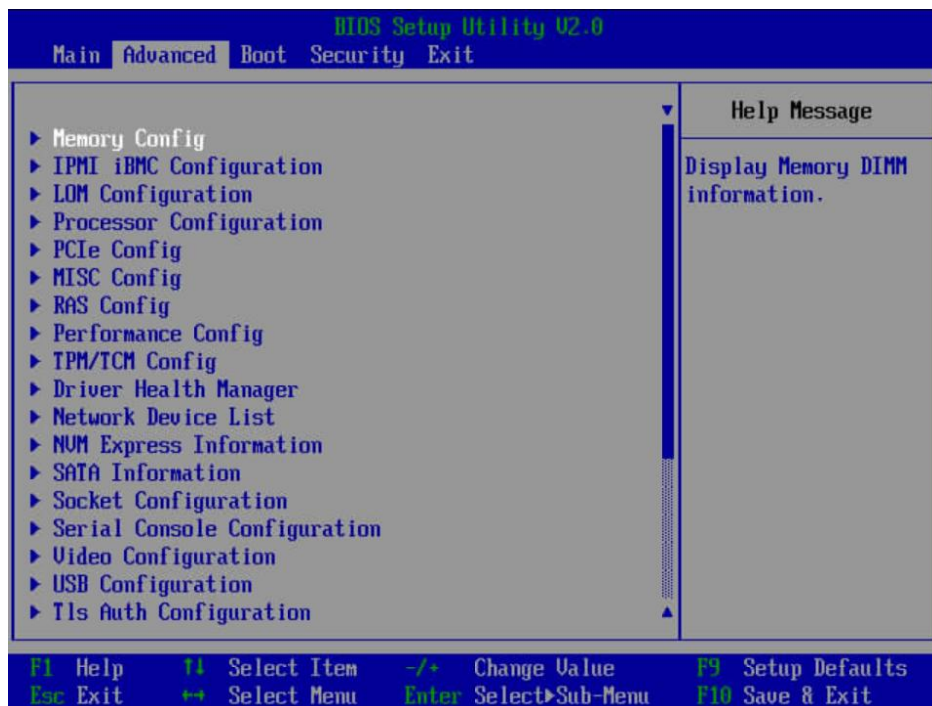 BIOS Setup Utility V2.0
Main Advanced Boot Security Exit
Help Message
Display Memory DIMM
information.
▶ Memory Config
▶ IPMI iBMC Configuration
▶ LOM Configuration
▶ Processor Configuration
▶ PCIe Config
▶ MISC Config
▶ RAS Config
▶ Performance Config
▶ TPM/TCM Config
▶ Driver Health Manager
▶ Network Device List
▶ NVM Express Information
▶ SATA Information
▶ Socket Configuration
▶ Serial Console Configuration
▶ Video Configuration
▶ USB Configuration
▶ Tls Auth Configuration
F1 Help ↑↓ Select Item -/+ Change Value F9 Setup Defaults
Esc Exit ←→ Select Menu Enter Select▶Sub-Menu F10 Save & Exit